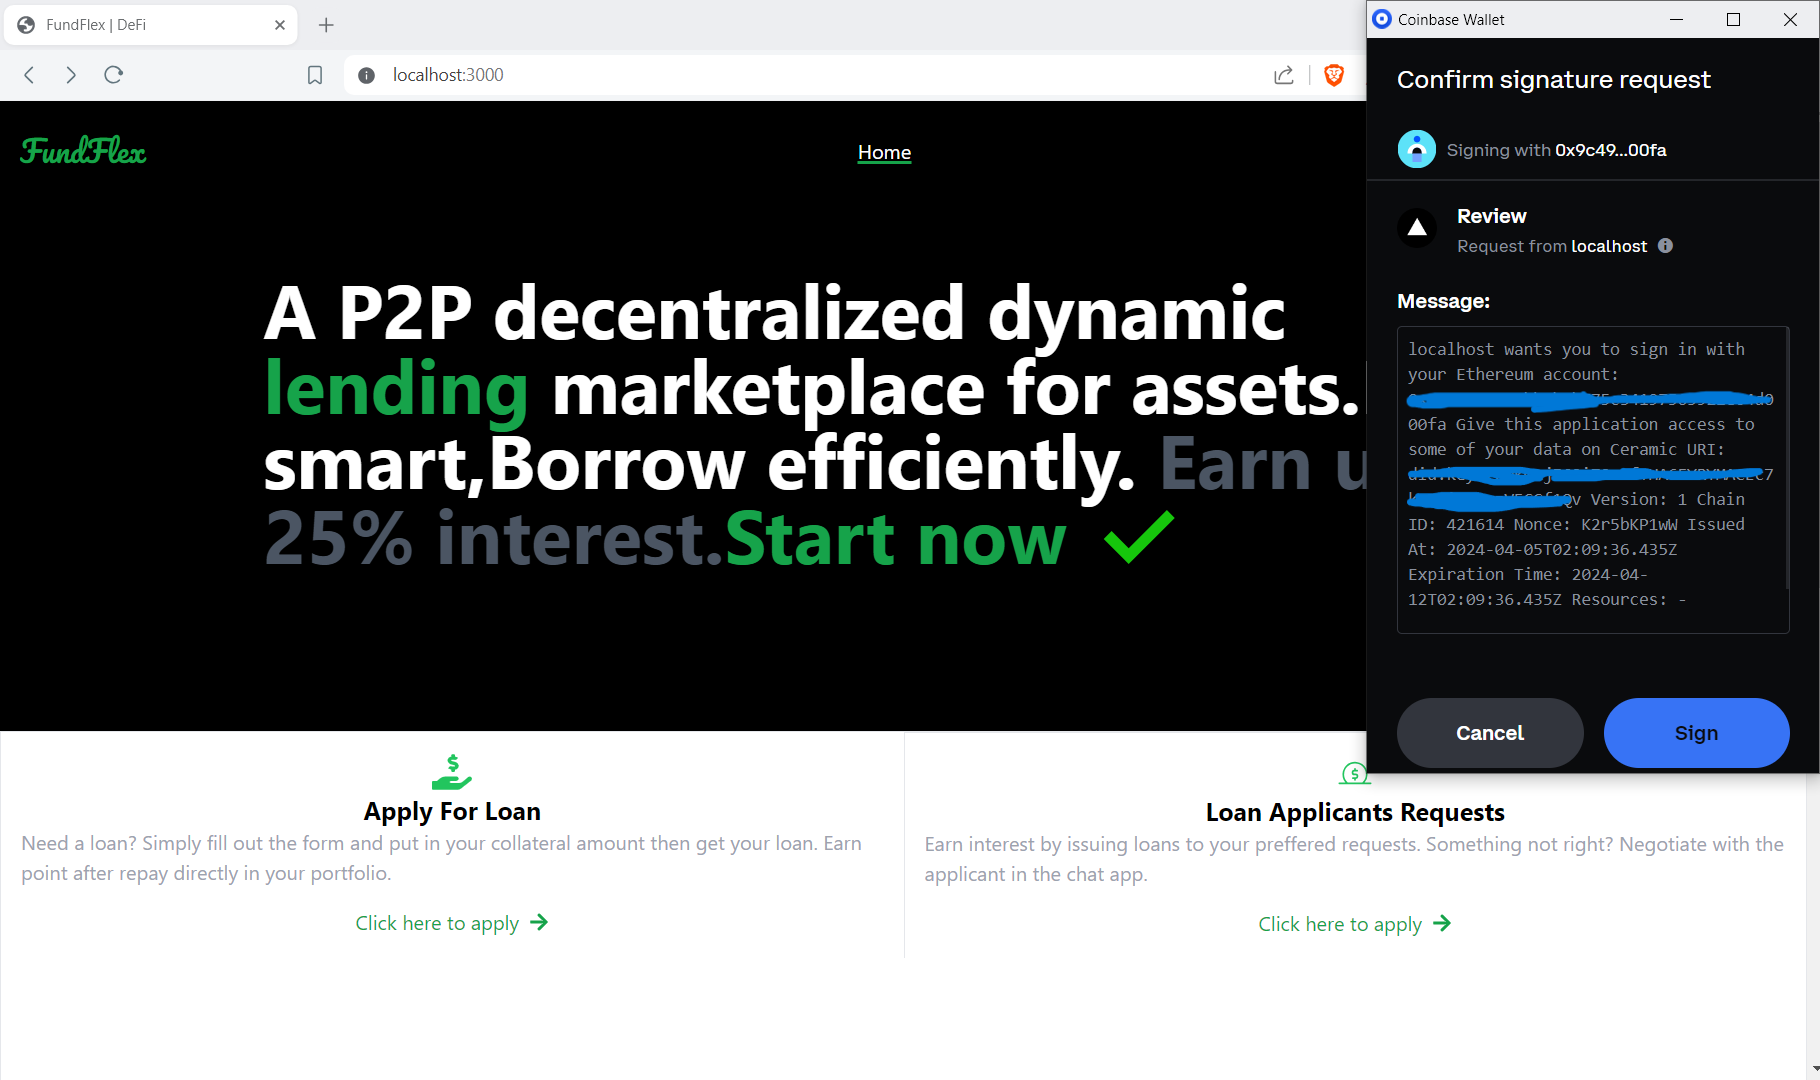 FundFlex | DeFi
localhost:3000
FundFlex
Home
A P2P decentralized dynamic
lending marketplace for assets.
smart,Borrow efficiently. Earn u
25% interest.Start now
Apply For Loan
Need a loan? Simply fill out the form and put in your collateral amount then get your loan. Earn
point after repay directly in your portfolio.
Click here to apply
Loan Applicants Requests
Earn interest by issuing loans to your preffered requests. Something not right? Negotiate with the
applicant in the chat app.
Click here to apply
Coinbase Wallet
Confirm signature request
Signing with 0x9c49...00fa
Review
Request from localhost
Message:
localhost wants you to sign in with
your Ethereum account:
00fa Give this application access to
some of your data on Ceramic URI:
Version: 1 Chain
ID: 421614 Nonce: K2r5bKP1wW Issued
At: 2024-04-05T02:09:36.435Z
Expiration Time: 2024-04-
12T02:09:36.435Z Resources: -
Cancel
Sign